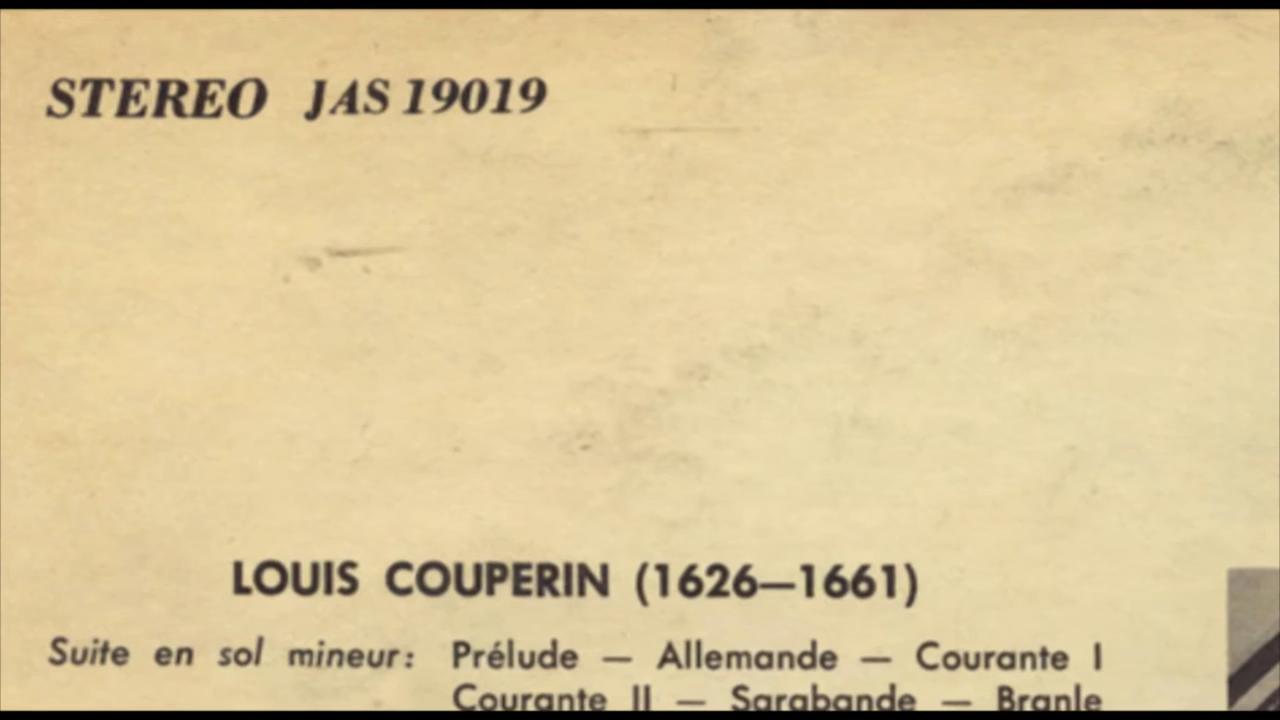 STEREO JAS 19019
LOUIS COUPERIN (1626—1661)
Suite en sol mineur: Prélude — Allemande — Courante I
Courante II — Sarabande — Branle